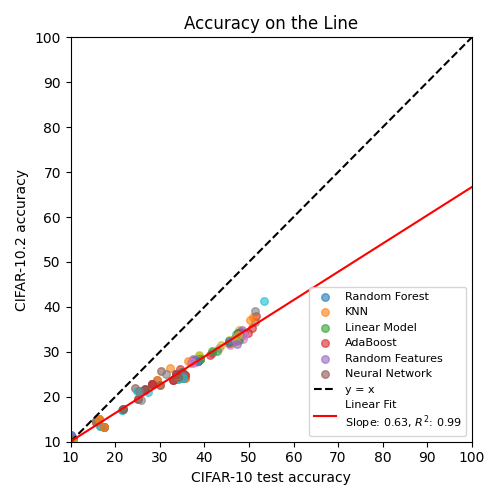 Accuracy on the Line
100
90
80
70
60
50
40
30
20
10
CIFAR-10.2 accuracy
Random Forest
KNN
Linear Model
AdaBoost
Random Features
Neural Network
y = x
Linear Fit
Slope: 0.63, R²: 0.99
10 20 30 40 50 60 70 80 90 100
CIFAR-10 test accuracy